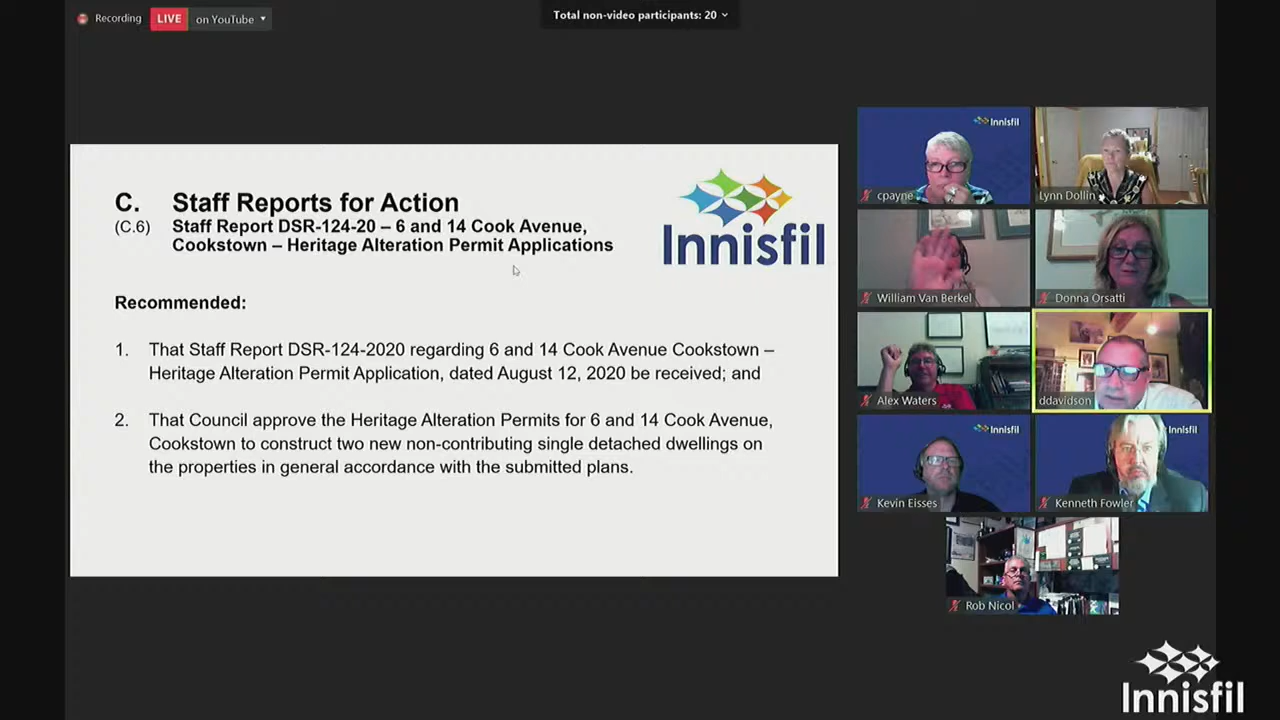 Recording
LIVE
on YouTube
Total non-video participants: 20
C. Staff Reports for Action
(C.6) Staff Report DSR-124-20 – 6 and 14 Cook Avenue,
Cookstown – Heritage Alteration Permit Applications
Innisfil
Recommended:
1. That Staff Report DSR-124-2020 regarding 6 and 14 Cook Avenue Cookstown –
Heritage Alteration Permit Application, dated August 12, 2020 be received; and
2. That Council approve the Heritage Alteration Permits for 6 and 14 Cook Avenue,
Cookstown to construct two new non-contributing single detached dwellings on
the properties in general accordance with the submitted plans.
Innisfil
cpayne
Lynn Dollin
William Van Berkel
Donna Orsatti
Alex Waters
ddavidson
Innisfil
Kevin Eisses
Innisfil
Kenneth Fowler
Rob Nicol
Innisfil